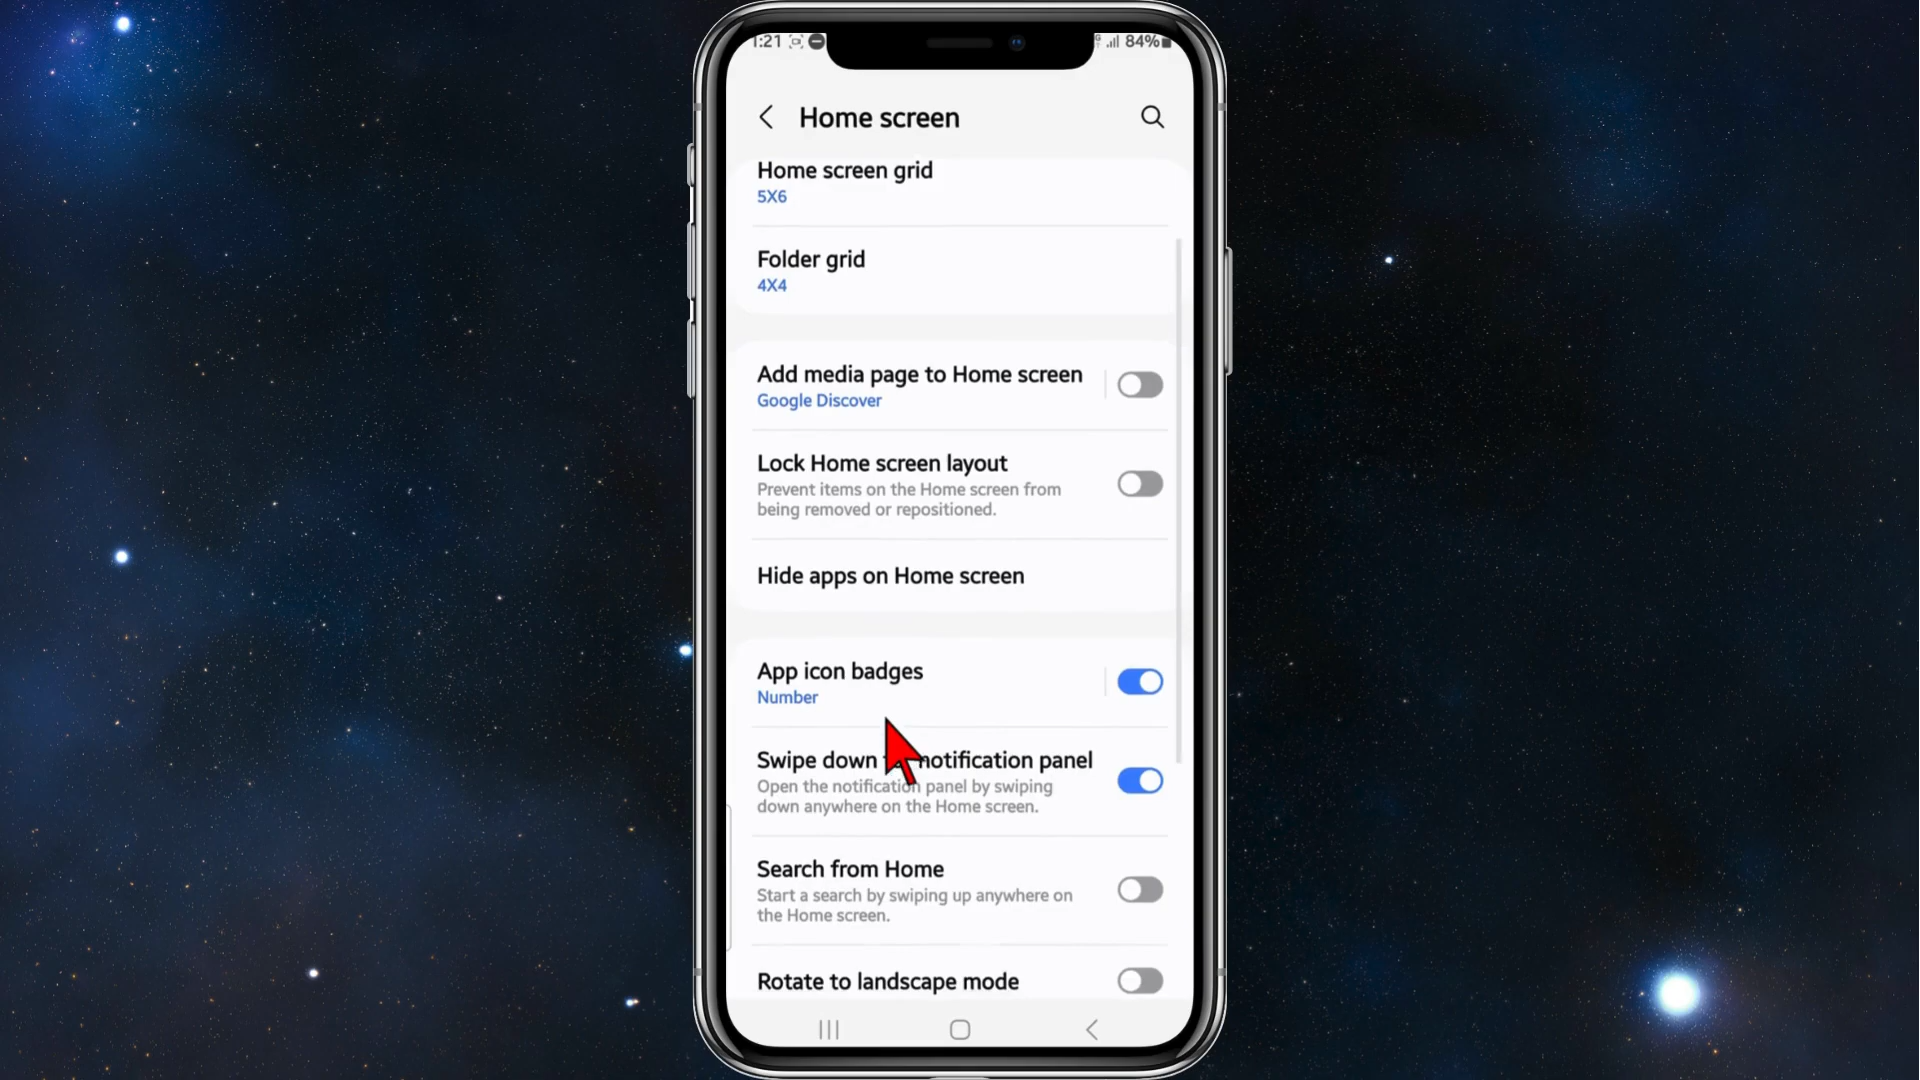 1:21
84%
Home screen
Home screen grid
5X6
Folder grid
4X4
Add media page to Home screen
Google Discover
Lock Home screen layout
Prevent items on the Home screen from
being removed or repositioned.
Hide apps on Home screen
App icon badges
Number
Swipe down notification panel
Open the notification panel by swiping
down anywhere on the Home screen.
Search from Home
Start a search by swiping up anywhere on
the Home screen.
Rotate to landscape mode